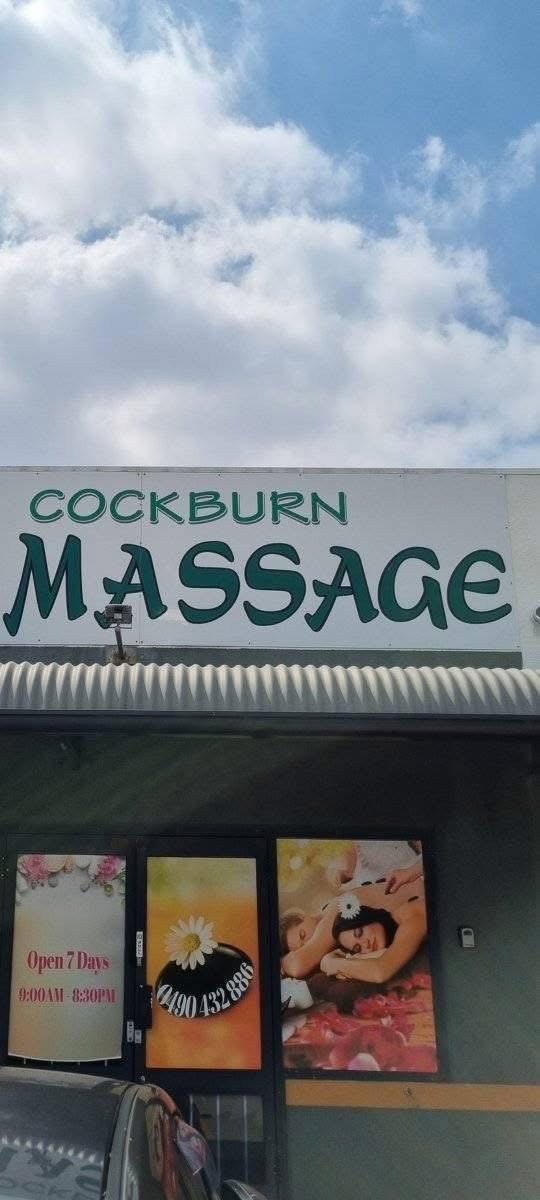 COCKBURN
MASSAGE
Open 7 Days
9:00AM - 8:30PM
0490 432 886